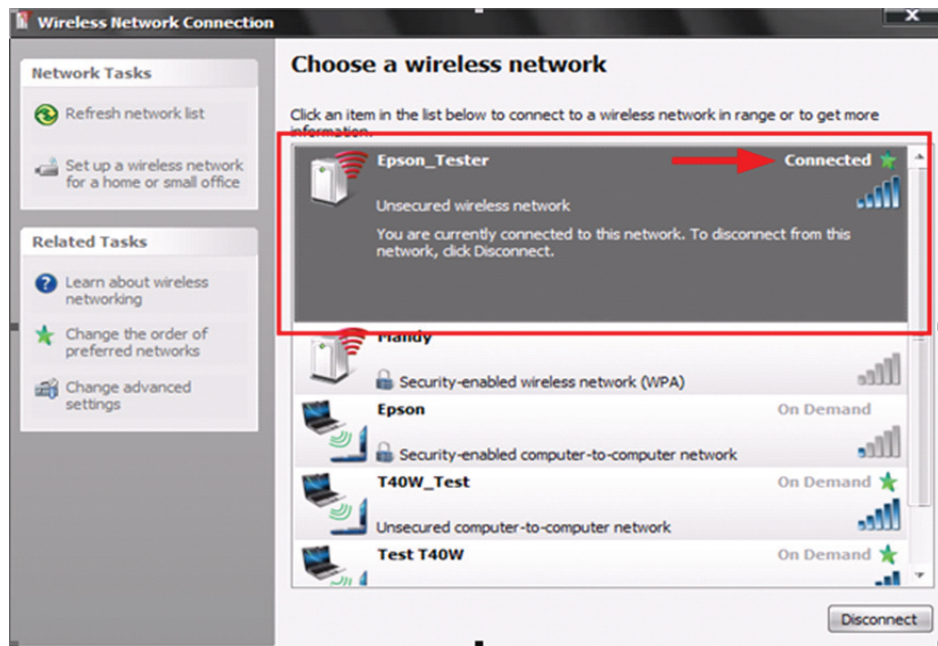 Wireless Network Connection
Network Tasks
Refresh network list
Set up a wireless network
for a home or small office
Related Tasks
Learn about wireless
networking
Change the order of
preferred networks
Change advanced
settings
Choose a wireless network
Click an item in the list below to connect to a wireless network in range or to get more
information.
Epson_Tester Connected
Unsecured wireless network
You are currently connected to this network. To disconnect from this
network, click Disconnect.
Mandy
Security-enabled wireless network (WPA)
Epson On Demand
Security-enabled computer-to-computer network
T40W_Test On Demand
Unsecured computer-to-computer network
Test T40W On Demand
Disconnect